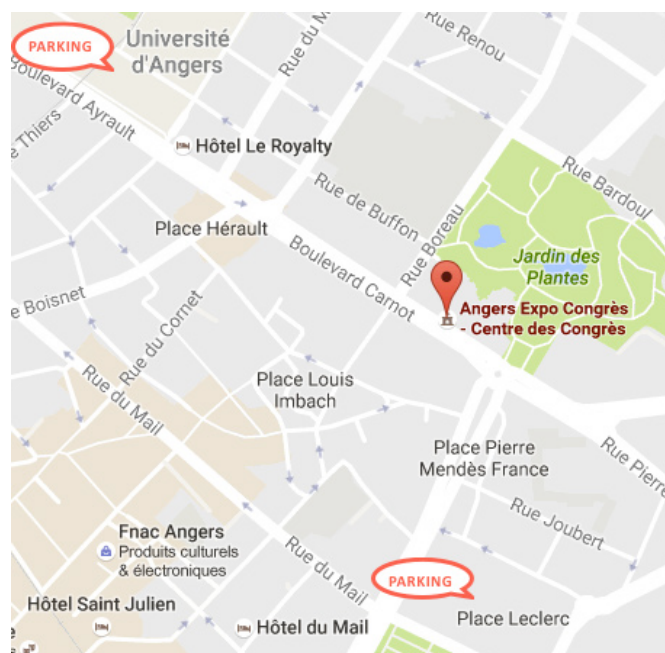 PARKING
Université
d'Angers
Rue du M
Rue Renou
Boulevard Ayrault
e Thiers
Hôtel Le Royalty
Rue Bardoul
Rue de Buffon
Place Hérault
Rue Boreau
Jardin des
Plantes
Boulevard Carnot
Angers Expo Congrès
- Centre des Congrès
e Boisnet
Rue du Cornet
Rue du Mail
Place Louis
Imbach
Place Pierre
Mendès France
Rue Pierre
Rue Joubert
Fnac Angers
Produits culturels
& électroniques
Rue du Mail
PARKING
Hôtel Saint Julien
Hôtel du Mail
Place Leclerc
e